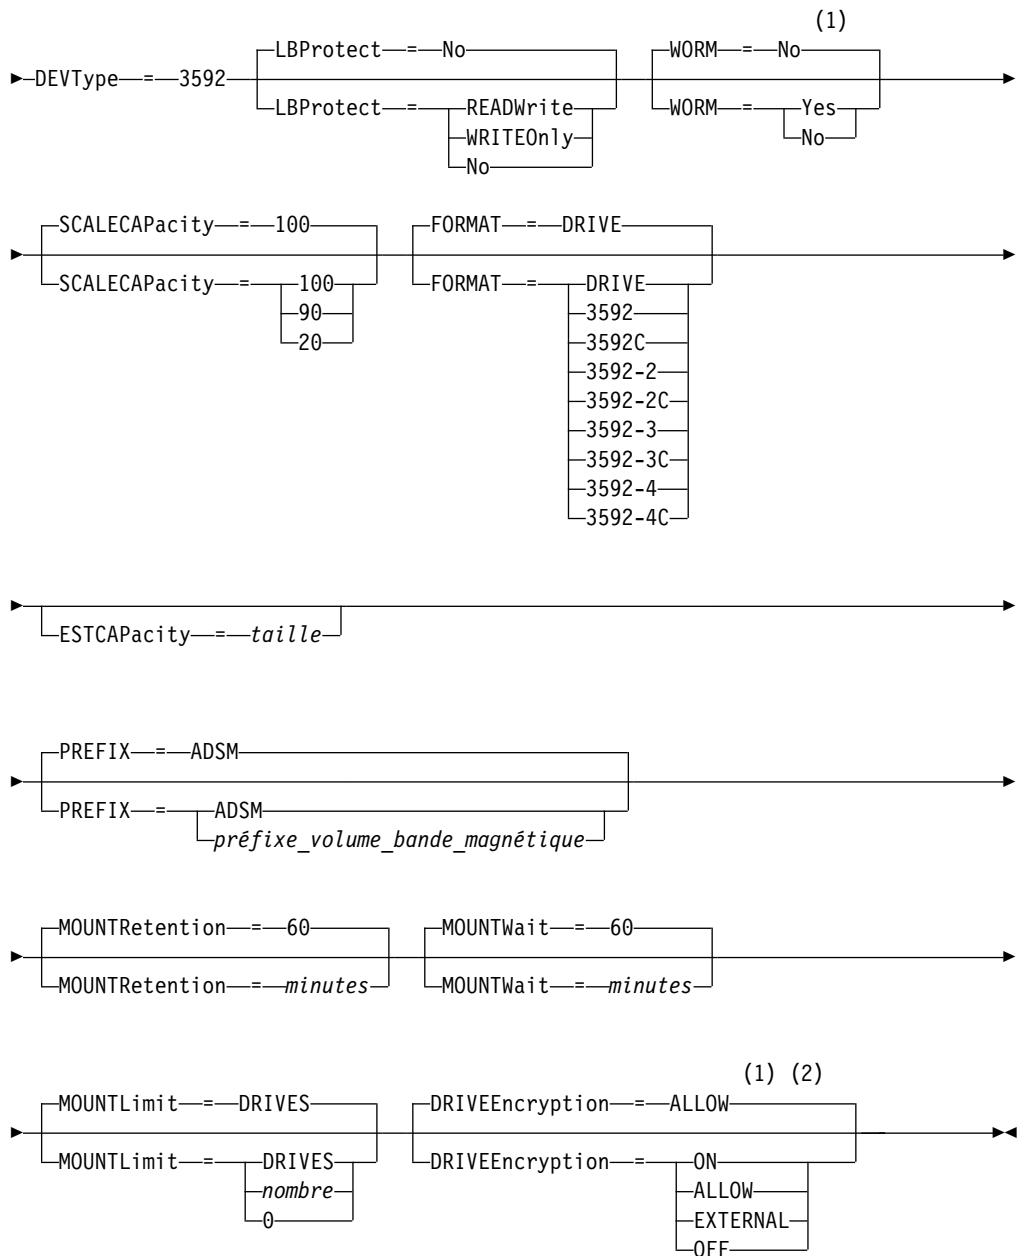 (1)
LBProtect = No WORM = No
DEVType = 3592
LBProtect = READWrite WORM = Yes
WRITEOnly No
No
SCALECAPacity = 100 FORMAT = DRIVE
SCALECAPacity = 100 FORMAT = DRIVE
90 3592
20 3592C
3592-2
3592-2C
3592-3
3592-3C
3592-4
3592-4C
ESTCAPacity = taille
PREFIX = ADSM
PREFIX = ADSM
préfixe_volume_bande_magnétique
MOUNTRetention = 60 MOUNTWait = 60
MOUNTRetention = minutes MOUNTWait = minutes
(1) (2)
MOUNTLimit = DRIVES DRIVEEncryption = ALLOW
MOUNTLimit = DRIVES DRIVEEncryption = ON
nombre ALLOW
0 EXTERNAL
OFF